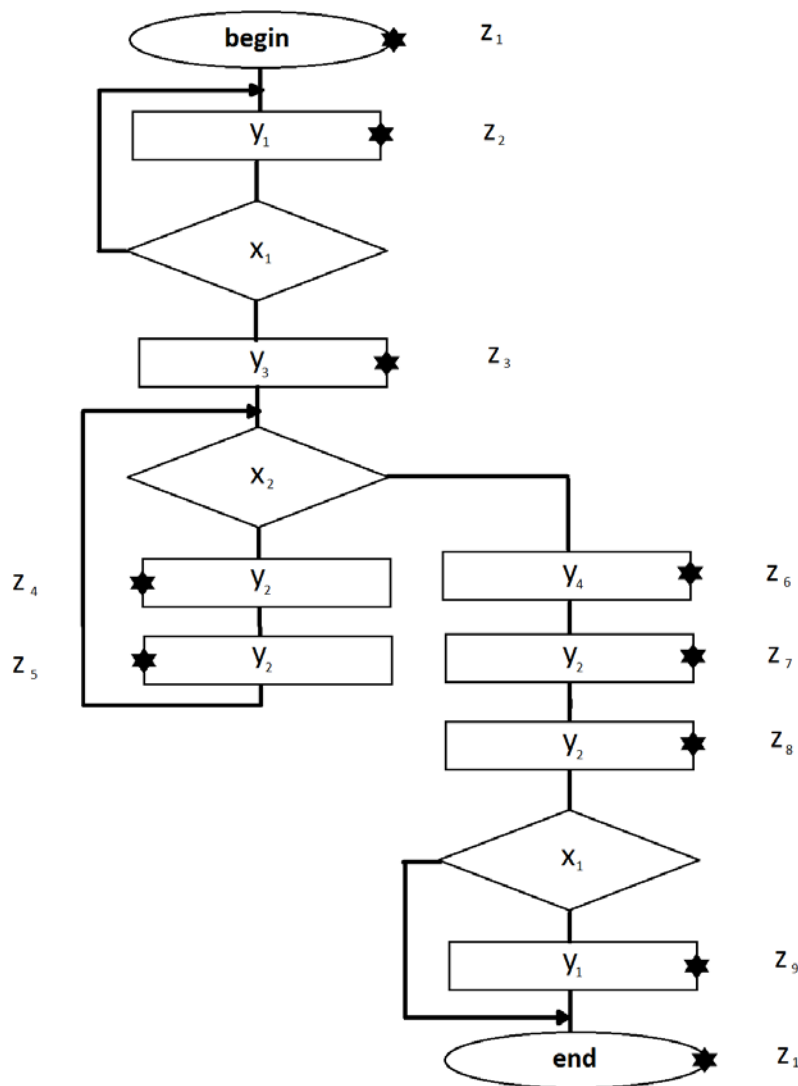 begin z₁
y₁ z₂
x₁
y₃ z₃
x₂
z₄ y₂ y₄ z₆
z₅ y₂ y₂ z₇
y₂ z₈
x₁
y₁ z₉
end z₁